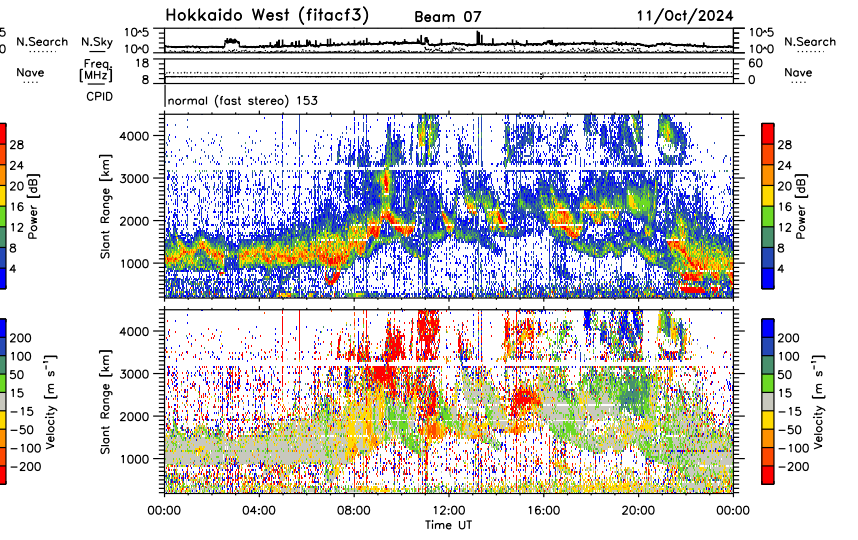 Hokkaido West (fitacf3) Beam 07 11/Oct/2024
N.Search N.Sky 10^5 10^0 10^5 10^0 N.Search
Nave Freq. [MHz] 18 8 60 0 Nave
CPID normal (fast stereo) 153
28 24 20 16 12 8 4 Power [dB]
Slant Range [km] 4000 3000 2000 1000
28 24 20 16 12 8 4 Power [dB]
200 100 50 15 −15 −50 −100 −200 Velocity [m s⁻¹]
Slant Range [km] 4000 3000 2000 1000
200 100 50 15 −15 −50 −100 −200 Velocity [m s⁻¹]
00:00 04:00 08:00 12:00 16:00 20:00 00:00
Time UT